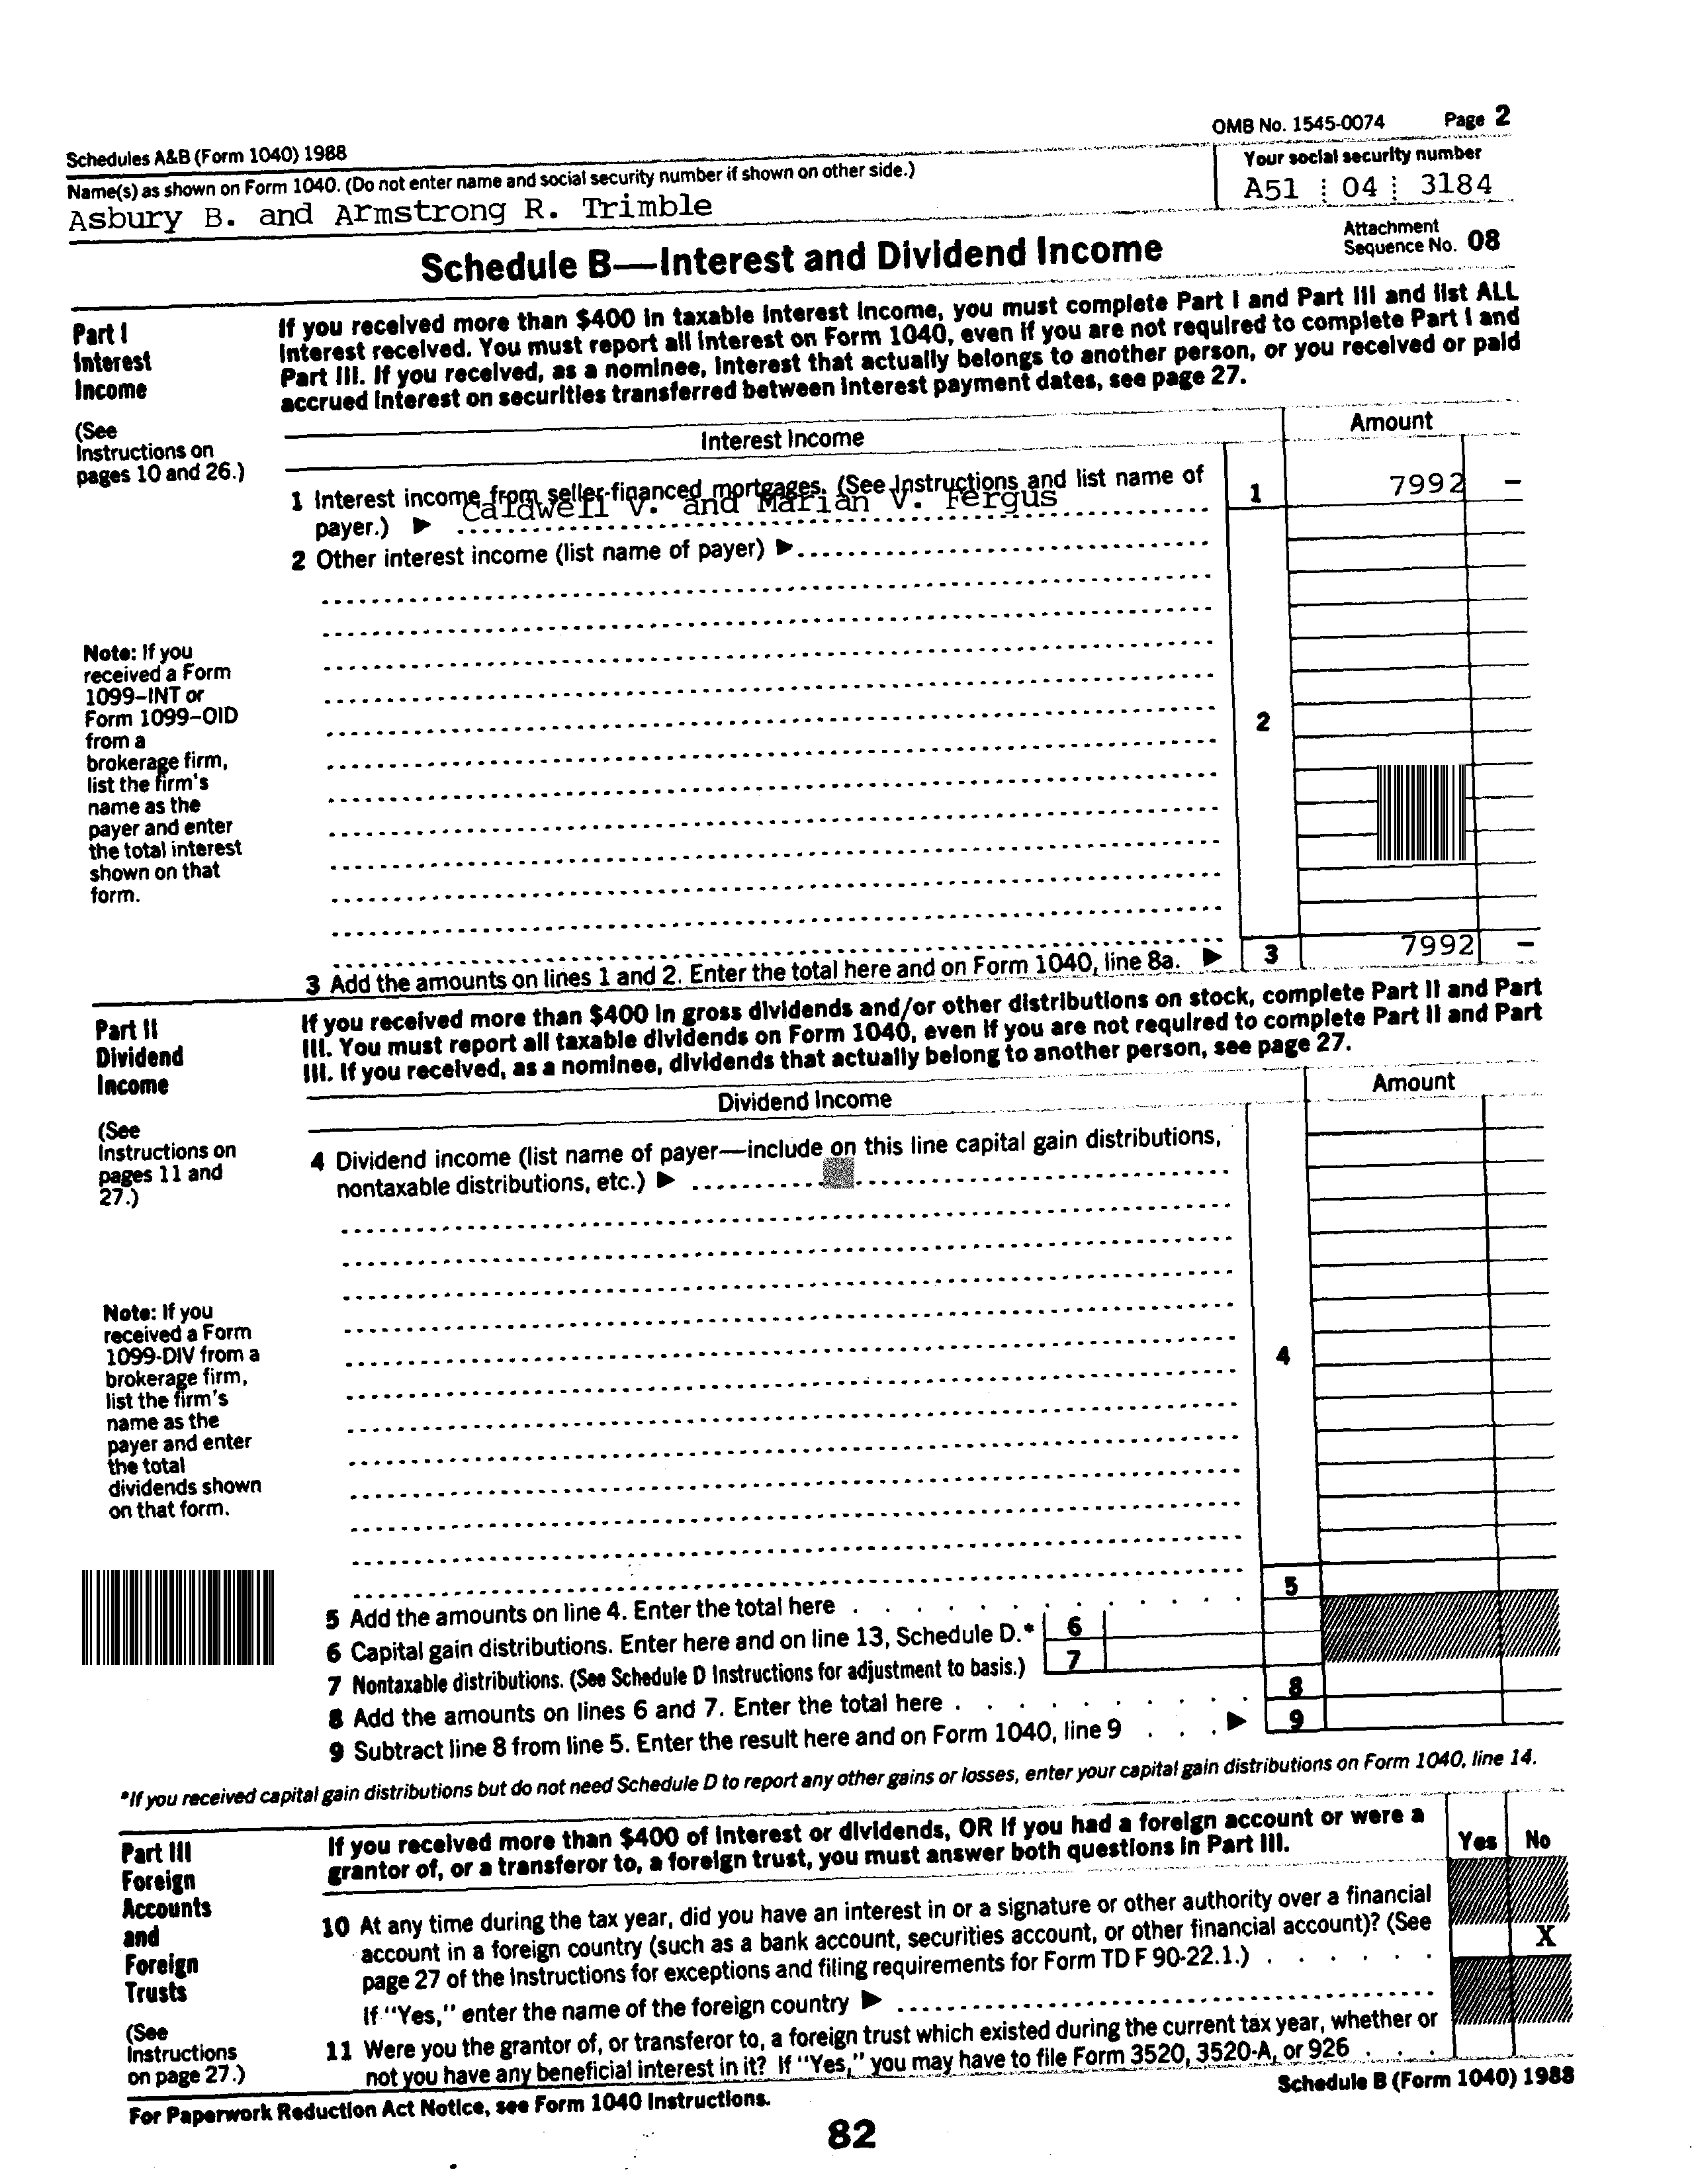 Schedules A&B (Form 1040) 1988
OMB No. 1545-0074 Page 2
Name(s) as shown on Form 1040. (Do not enter name and social security number if shown on other side.)
Your social security number
Asbury B. and Armstrong R. Trimble
A51 04 3184
Schedule B—Interest and Dividend Income
Attachment
Sequence No. 08
Part I
Interest
Income
(See
Instructions on
pages 10 and 26.)
If you received more than $400 in taxable interest income, you must complete Part I and Part III and list ALL
interest received. You must report all interest on Form 1040, even if you are not required to complete Part I and
Part III. If you received, as a nominee, interest that actually belongs to another person, or you received or paid
accrued interest on securities transferred between interest payment dates, see page 27.
Interest Income
Amount
1 Interest income from seller-financed mortgages. (See Instructions and list name of
payer.) ▶ Caldwell V. and Marian V. Fergus
1 7992 –
2 Other interest income (list name of payer) ▶
Note: If you
received a Form
1099–INT or
Form 1099–OID
from a
brokerage firm,
list the firm's
name as the
payer and enter
the total interest
shown on that
form.
2
3 Add the amounts on lines 1 and 2. Enter the total here and on Form 1040, line 8a. ▶ 3 7992 –
Part II
Dividend
Income
(See
Instructions on
pages 11 and
27.)
If you received more than $400 in gross dividends and/or other distributions on stock, complete Part II and Part
III. You must report all taxable dividends on Form 1040, even if you are not required to complete Part II and Part
III. If you received, as a nominee, dividends that actually belong to another person, see page 27.
Dividend Income
Amount
4 Dividend income (list name of payer—include on this line capital gain distributions,
nontaxable distributions, etc.) ▶
Note: If you
received a Form
1099-DIV from a
brokerage firm,
list the firm's
name as the
payer and enter
the total
dividends shown
on that form.
4
5 Add the amounts on line 4. Enter the total here 5
6 Capital gain distributions. Enter here and on line 13, Schedule D.* 6
7 Nontaxable distributions. (See Schedule D Instructions for adjustment to basis.) 7
8 Add the amounts on lines 6 and 7. Enter the total here 8
9 Subtract line 8 from line 5. Enter the result here and on Form 1040, line 9 ▶ 9
*If you received capital gain distributions but do not need Schedule D to report any other gains or losses, enter your capital gain distributions on Form 1040, line 14.
Part III
Foreign
Accounts
and
Foreign
Trusts
(See
Instructions
on page 27.)
If you received more than $400 of interest or dividends, OR if you had a foreign account or were a
grantor of, or a transferor to, a foreign trust, you must answer both questions in Part III.
Yes No
10 At any time during the tax year, did you have an interest in or a signature or other authority over a financial
account in a foreign country (such as a bank account, securities account, or other financial account)? (See
page 27 of the Instructions for exceptions and filing requirements for Form TD F 90-22.1.)
X
If "Yes," enter the name of the foreign country ▶
11 Were you the grantor of, or transferor to, a foreign trust which existed during the current tax year, whether or
not you have any beneficial interest in it? If "Yes," you may have to file Form 3520, 3520-A, or 926
For Paperwork Reduction Act Notice, see Form 1040 Instructions.
Schedule B (Form 1040) 1988
82